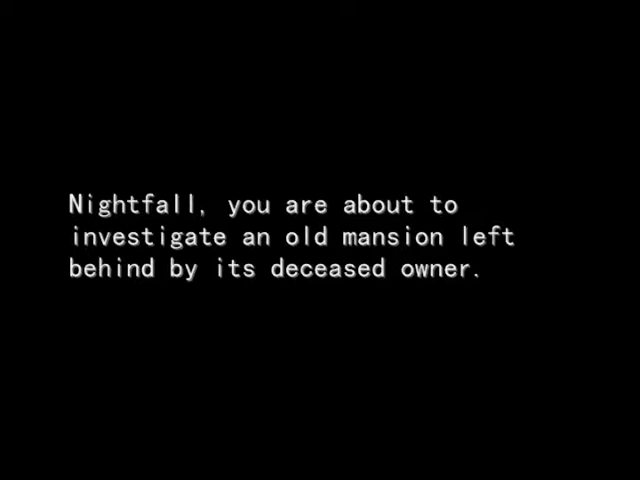 Nightfall, you are about to
investigate an old mansion left
behind by its deceased owner.